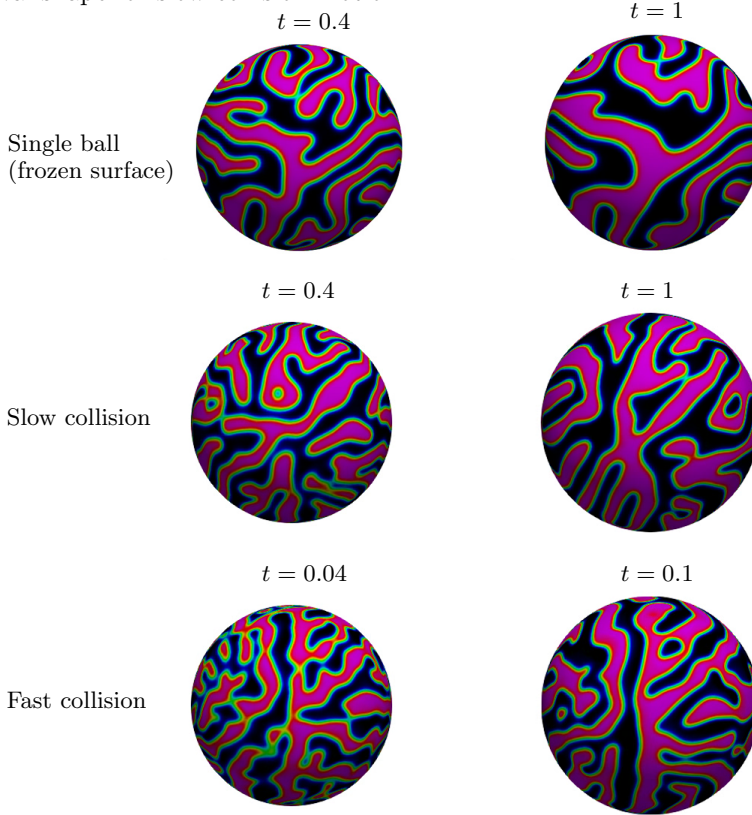 t = 0.4
t = 1
Single ball
(frozen surface)
t = 0.4
t = 1
Slow collision
t = 0.04
t = 0.1
Fast collision